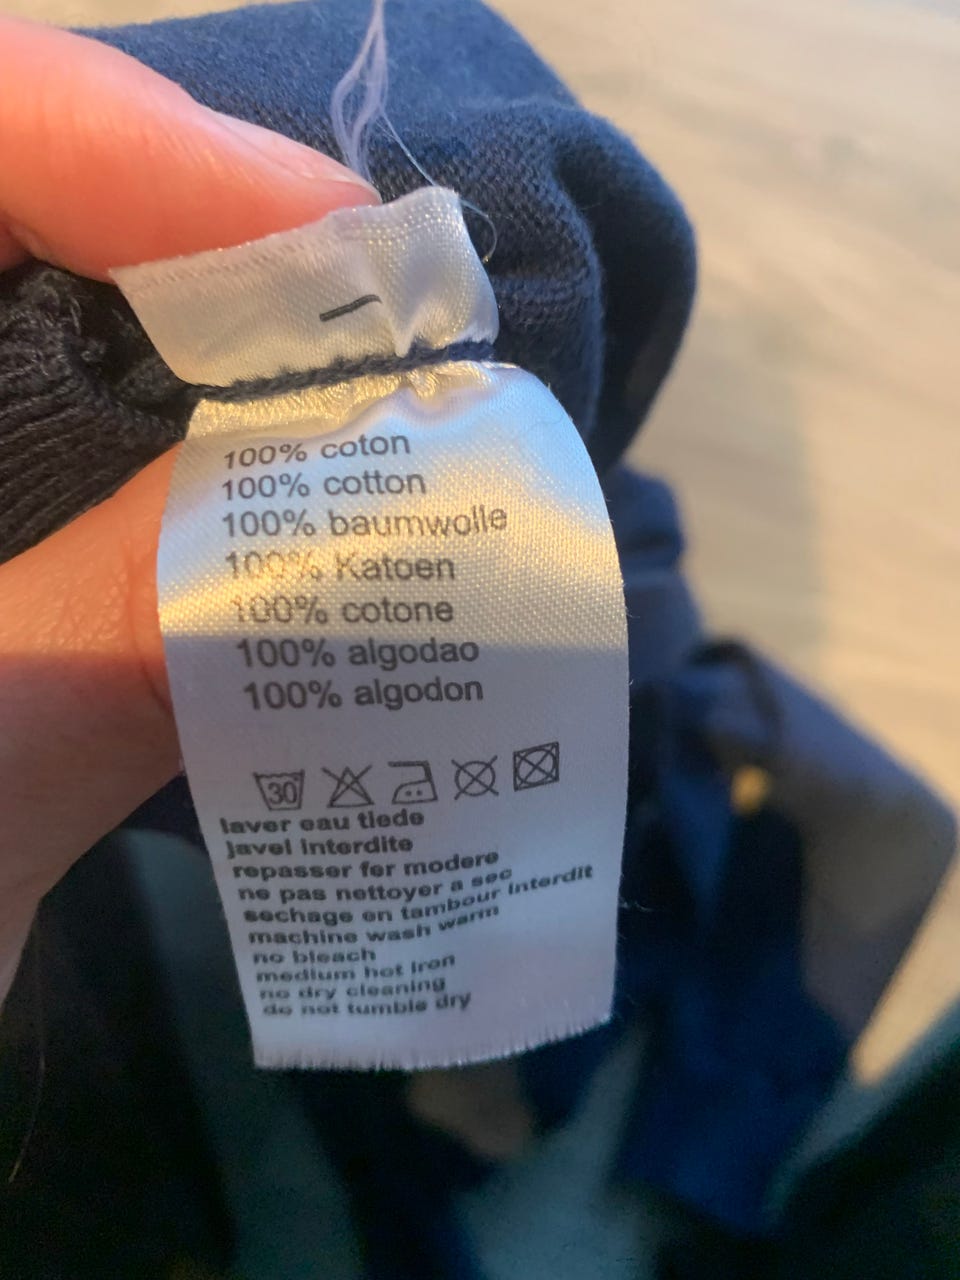 100% coton
100% cotton
100% baumwolle
100% Katoen
100% cotone
100% algodao
100% algodon
30
laver eau tiede
javel interdite
repasser fer modere
ne pas nettoyer a sec
sechage en tambour interdit
machine wash warm
no bleach
medium hot iron
no dry cleaning
do not tumble dry